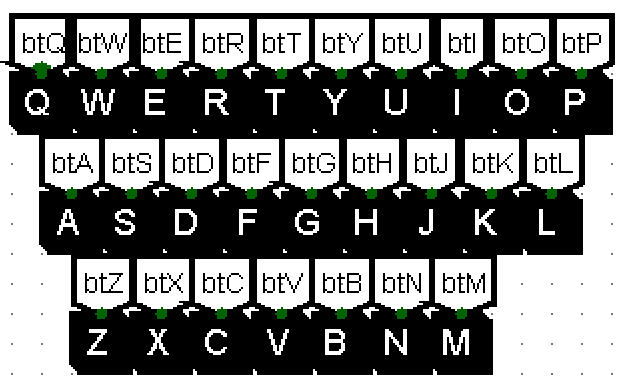 btQ btW btE btR btT btY btU btI btO btP
Q W E R T Y U I O P
btA btS btD btF btG btH btJ btK btL
A S D F G H J K L
btZ btX btC btV btB btN btM
Z X C V B N M